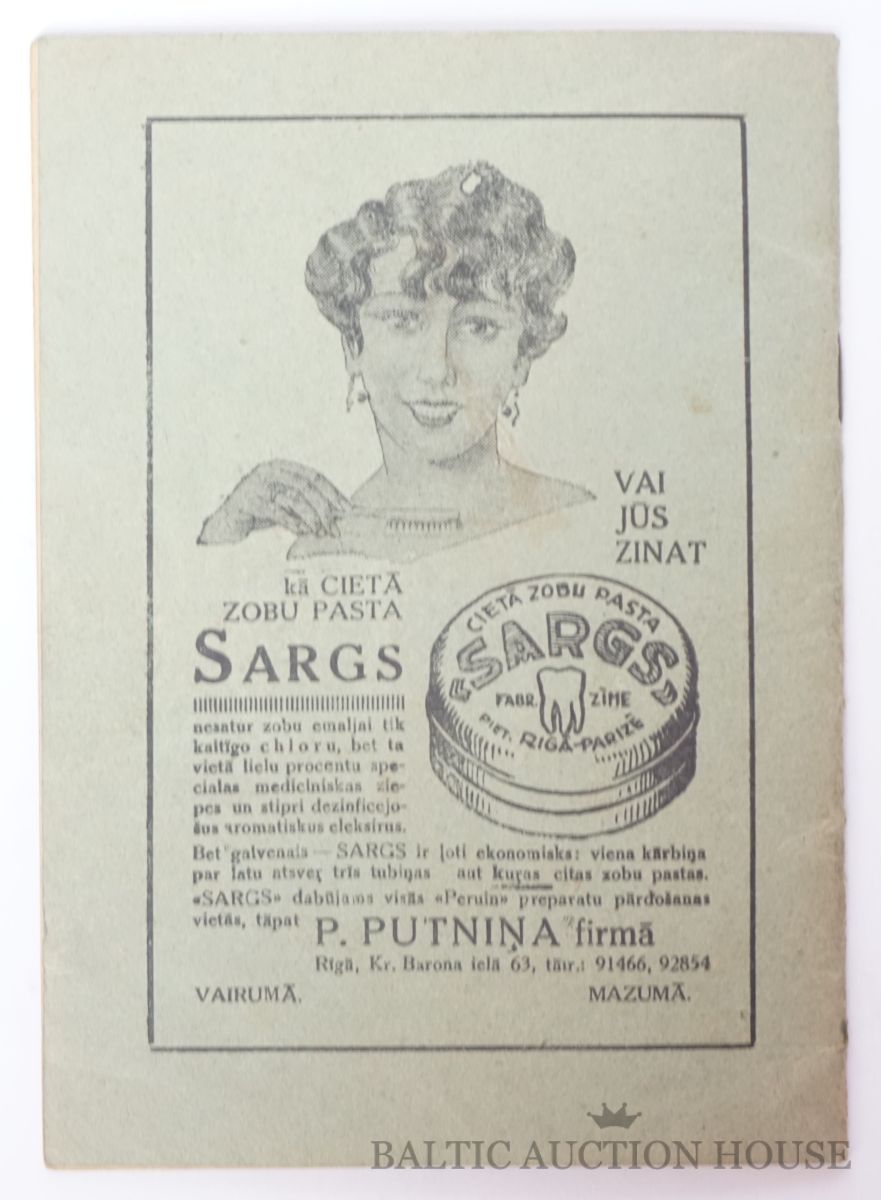 VAI
JŪS
ZINAT
kā CIETĀ
ZOBU PASTA
SARGS
CIETĀ ZOBU PASTA
«SARGS»
FABR. ZĪME
PIET. RIGĀ-PARIZĒ
nesatur zobu emaljai tik
kaitīgo chloru, bet ta
vietā lielu procentu spe-
cialas medicīniskas zie-
pes un stipri dezinficejo-
šus aromatiskus eleksirus.
Bet galvenais — SARGS ir ļoti ekonomisks: viena kārbiņa
par latu atsver trīs tubiņas aut kuŗas citas zobu pastas.
«SARGS» dabūjams visās «Peruin» preparatu pārdošanas
vietās, tāpat P. PUTNIŅA firmā
Rīgā, Kr. Barona ielā 63, tāir.: 91466, 92854
VAIRUMĀ. MAZUMĀ.
BALTIC AUCTION HOUSE